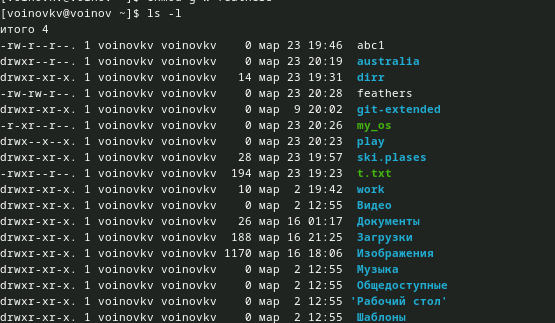 [voinovkv@voinov ~]$ chmod g-w feathers
[voinovkv@voinov ~]$ ls -l
итого 4
-rw-r--r--. 1 voinovkv voinovkv    0 мар 23 19:46  abc1
drwxr--r--. 1 voinovkv voinovkv    0 мар 23 20:19  australia
drwxr-xr-x. 1 voinovkv voinovkv   14 мар 23 19:31  dirr
-rw-rw-r--. 1 voinovkv voinovkv    0 мар 23 20:28  feathers
drwxr-xr-x. 1 voinovkv voinovkv    9 мар  9 20:02  git-extended
-r-xr--r--. 1 voinovkv voinovkv    0 мар 23 20:26  my_os
drwx--x--x. 1 voinovkv voinovkv    0 мар 23 20:23  play
drwxr-xr-x. 1 voinovkv voinovkv   28 мар 23 19:57  ski.plases
-rwxr--r--. 1 voinovkv voinovkv  194 мар 23 19:23  t.txt
drwxr-xr-x. 1 voinovkv voinovkv   10 мар  2 19:42  work
drwxr-xr-x. 1 voinovkv voinovkv    0 мар  2 12:55  Видео
drwxr-xr-x. 1 voinovkv voinovkv   26 мар 16 01:17  Документы
drwxr-xr-x. 1 voinovkv voinovkv  188 мар 16 21:25  Загрузки
drwxr-xr-x. 1 voinovkv voinovkv 1170 мар 16 18:06  Изображения
drwxr-xr-x. 1 voinovkv voinovkv    0 мар  2 12:55  Музыка
drwxr-xr-x. 1 voinovkv voinovkv    0 мар  2 12:55  Общедоступные
drwxr-xr-x. 1 voinovkv voinovkv    0 мар  2 12:55 'Рабочий стол'
drwxr-xr-x. 1 voinovkv voinovkv    0 мар  2 12:55  Шаблоны